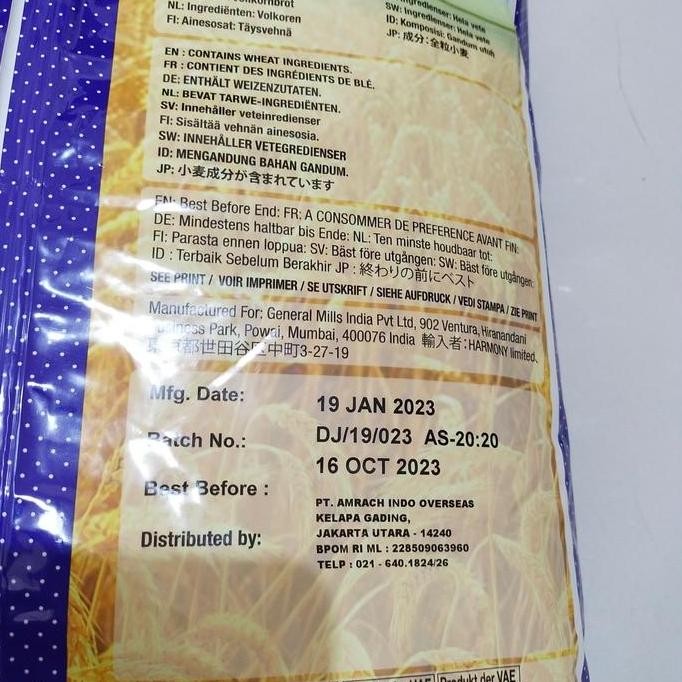 NL: Ingrediënten: Volkoren
FI: Ainesosat: Täysvehnä
SW: Ingredienser: Hela vete
ID: Komposisi: Gandum utuh
JP: 成分：全粒小麦
EN : CONTAINS WHEAT INGREDIENTS.
FR : CONTIENT DES INGRÉDIENTS DE BLÉ.
DE: ENTHÄLT WEIZENZUTATEN.
NL: BEVAT TARWE-INGREDIËNTEN.
SV: Innehåller veteinredienser
FI: Sisältää vehnän ainesosia.
SW: INNEHÅLLER VETEGREDIENSER
ID: MENGANDUNG BAHAN GANDUM.
JP: 小麦成分が含まれています
EN: Best Before End: FR: A CONSOMMER DE PREFERENCE AVANT FIN:
DE: Mindestens haltbar bis Ende: NL: Ten minste houdbaar tot:
FI: Parasta ennen loppua: SV: Bäst före utgången: SW: Bäst före utgången:
ID : Terbaik Sebelum Berakhir JP : 終わりの前にベスト
SEE PRINT / VOIR IMPRIMER / SE UTSKRIFT / SIEHE AUFDRUCK / VEDI STAMPA / ZIE PRINT
Manufactured For: General Mills India Pvt Ltd, 902 Ventura, Hiranandani
Business Park, Powai, Mumbai, 400076 India 輸入者：HARMONY limited,
東京都世田谷区中町3-27-19
Mfg. Date: 19 JAN 2023
Batch No.: DJ/19/023 AS-20:20
Best Before : 16 OCT 2023
Distributed by: PT. AMRACH INDO OVERSEAS
KELAPA GADING,
JAKARTA UTARA - 14240
BPOM RI ML : 228509063960
TELP : 021 - 640.1824/26
Produkt der VAE